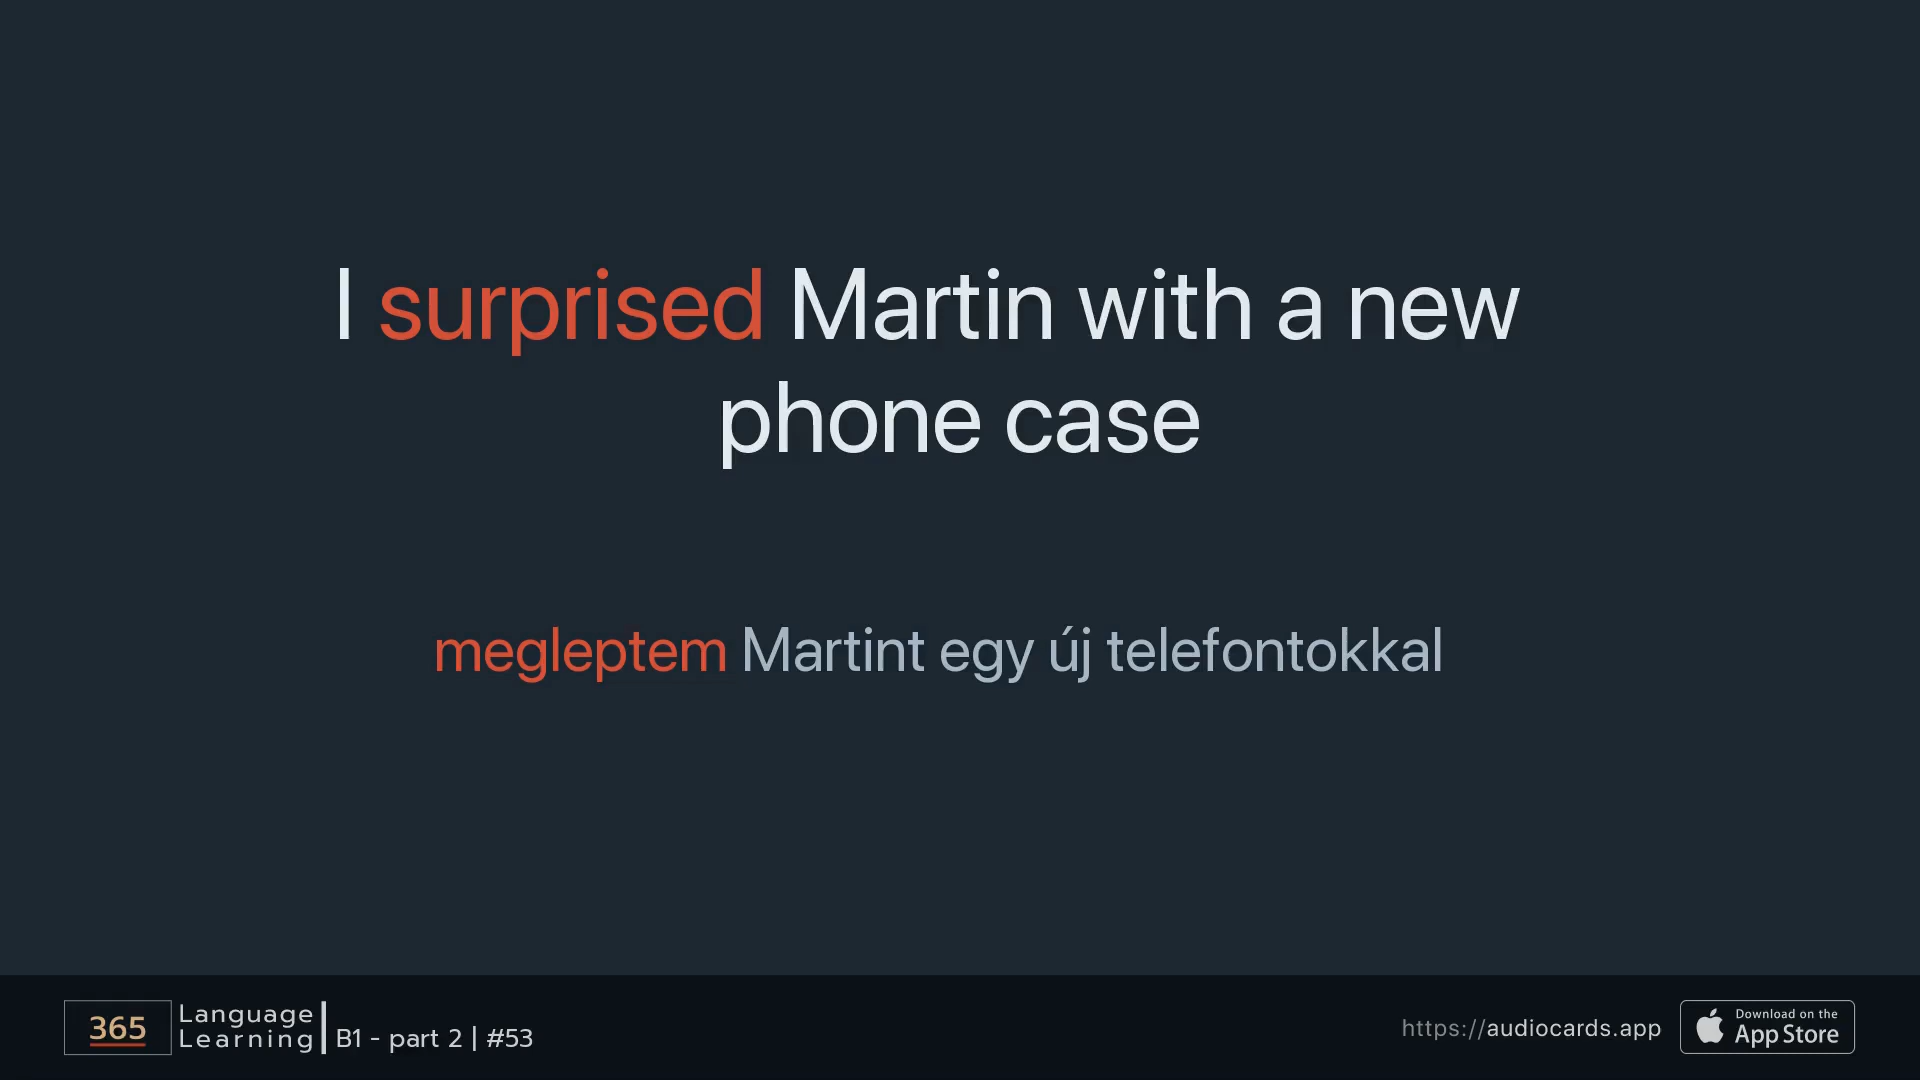 I surprised Martin with a new
phone case
megleptem Martint egy új telefontokkal
365
Language
Learning
B1 - part 2 | #53
https://audiocards.app
Download on the
App Store